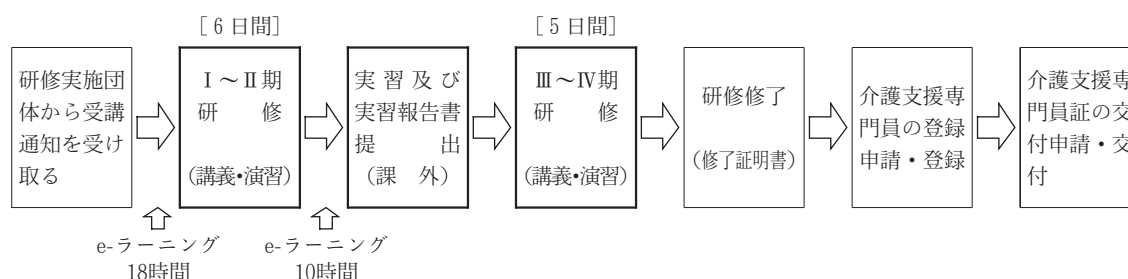 [6日間]
[5日間]
研修実施団
体から受講
通知を受け
取る
Ⅰ～Ⅱ期
研修
(講義・演習)
実習及び
実習報告書
提出
(課外)
Ⅲ～Ⅳ期
研修
(講義・演習)
研修修了
(修了証明書)
介護支援専
門員の登録
申請・登録
介護支援専
門員証の交
付申請・交
付
e-ラーニング
18時間
e-ラーニング
10時間